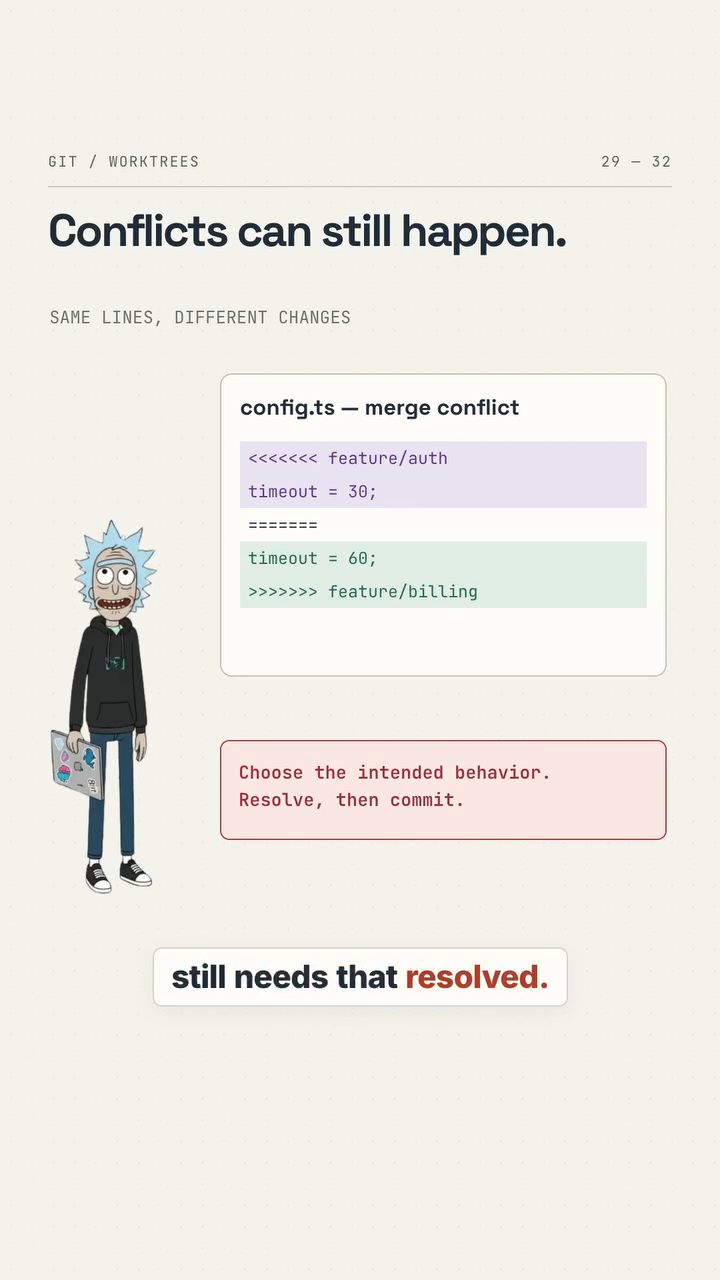 GIT / WORKTREES
29 — 32
Conflicts can still happen.
SAME LINES, DIFFERENT CHANGES
config.ts — merge conflict
<<<<<<< feature/auth
timeout = 30;
=======
timeout = 60;
>>>>>>> feature/billing
Choose the intended behavior.
Resolve, then commit.
still needs that resolved.